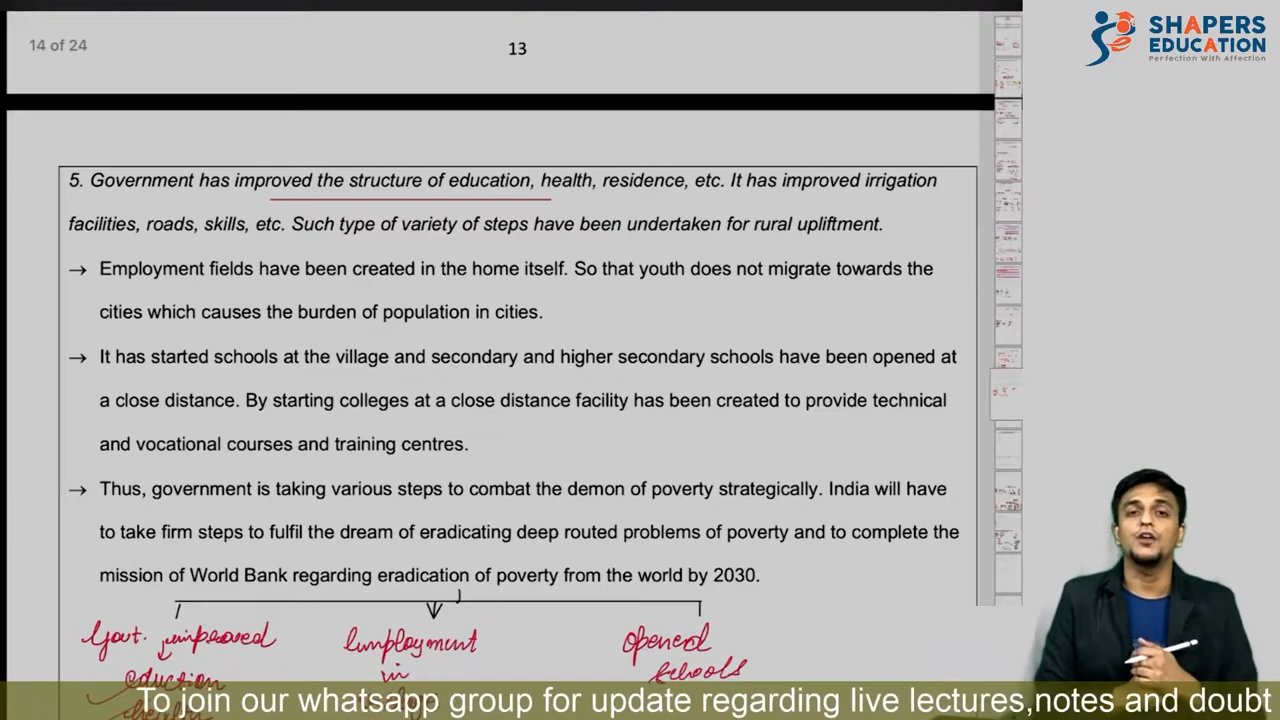 14 of 24
13
SHAPERS
EDUCATION
Perfection With Affection
5. Government has improved the structure of education, health, residence, etc. It has improved irrigation
facilities, roads, skills, etc. Such type of variety of steps have been undertaken for rural upliftment.
→ Employment fields have been created in the home itself. So that youth does not migrate towards the
cities which causes the burden of population in cities.
→ It has started schools at the village and secondary and higher secondary schools have been opened at
a close distance. By starting colleges at a close distance facility has been created to provide technical
and vocational courses and training centres.
→ Thus, government is taking various steps to combat the demon of poverty strategically. India will have
to take firm steps to fulfil the dream of eradicating deep routed problems of poverty and to complete the
mission of World Bank regarding eradication of poverty from the world by 2030.
Govt. improved
Employment
opened
in
schools
To join our whatsapp group for update regarding live lectures,notes and doubt